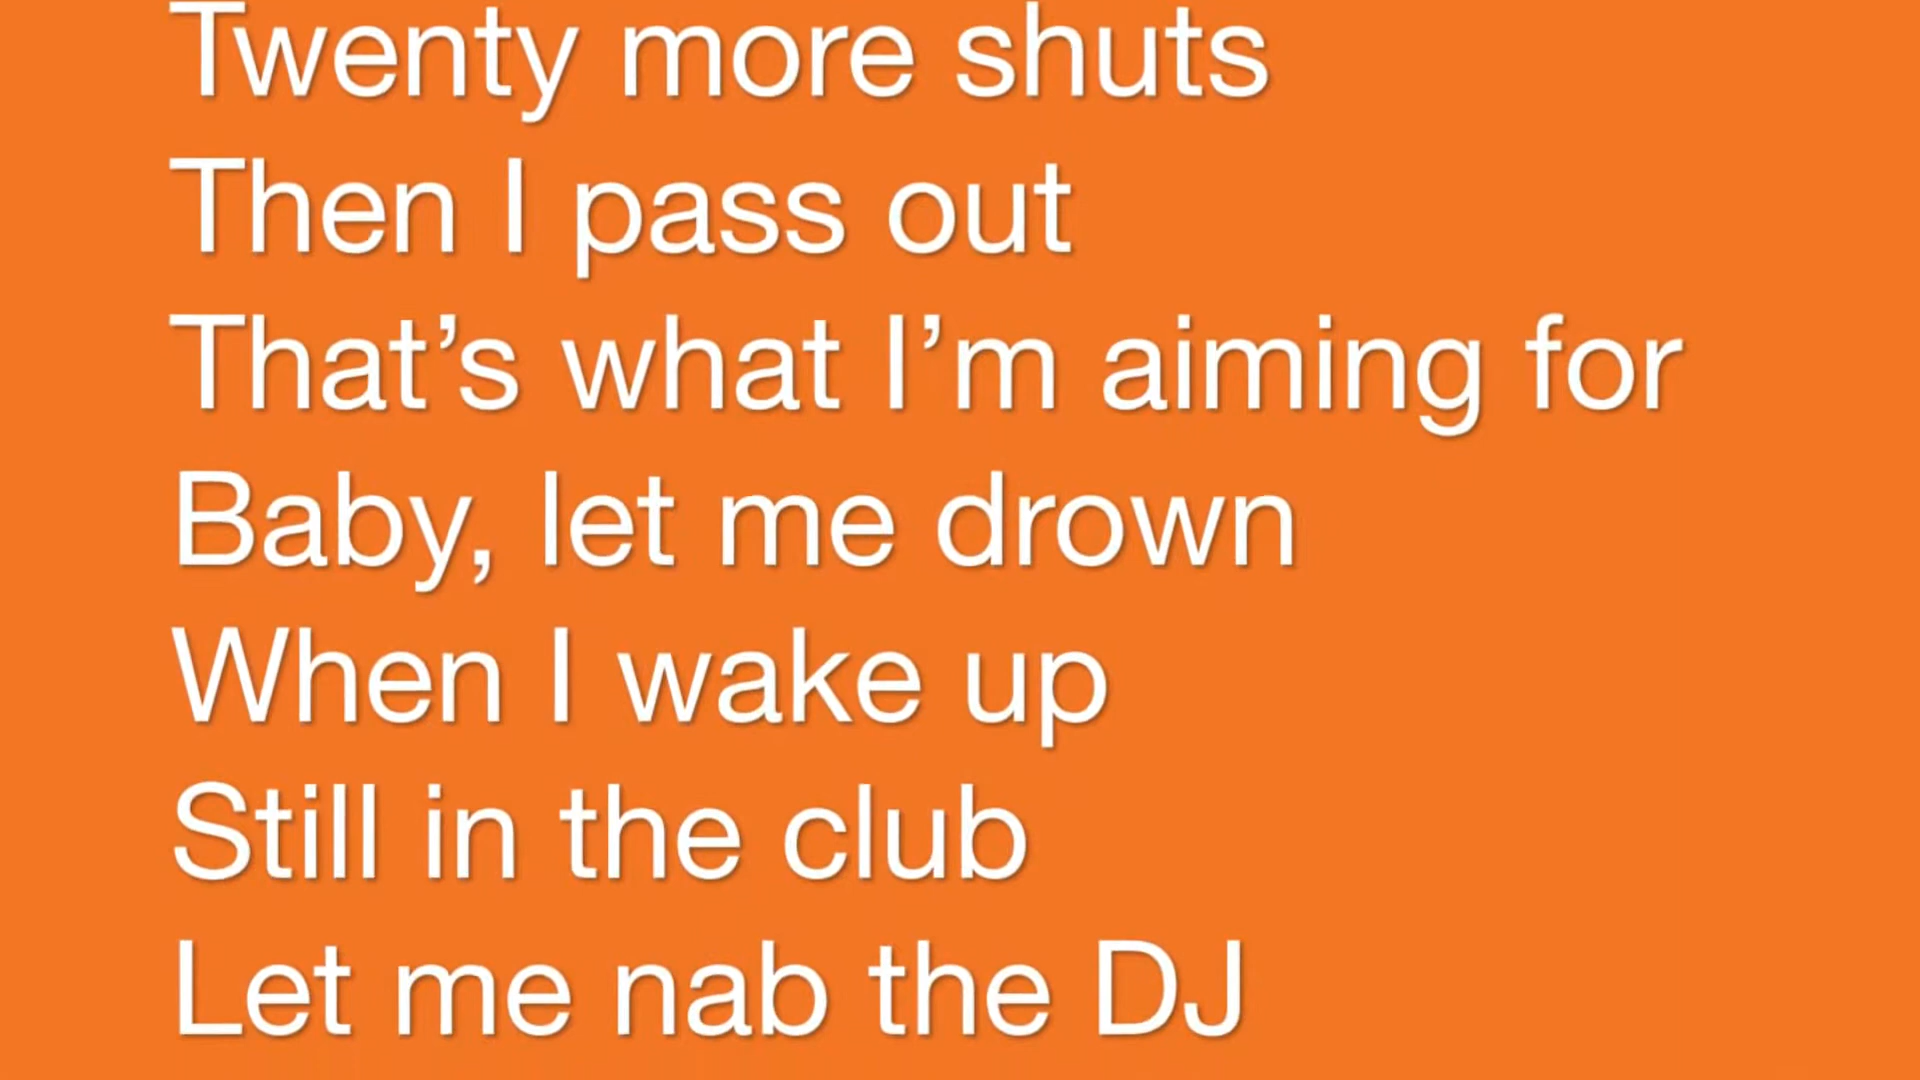 Twenty more shuts
Then I pass out
That’s what I’m aiming for
Baby, let me drown
When I wake up
Still in the club
Let me nab the DJ